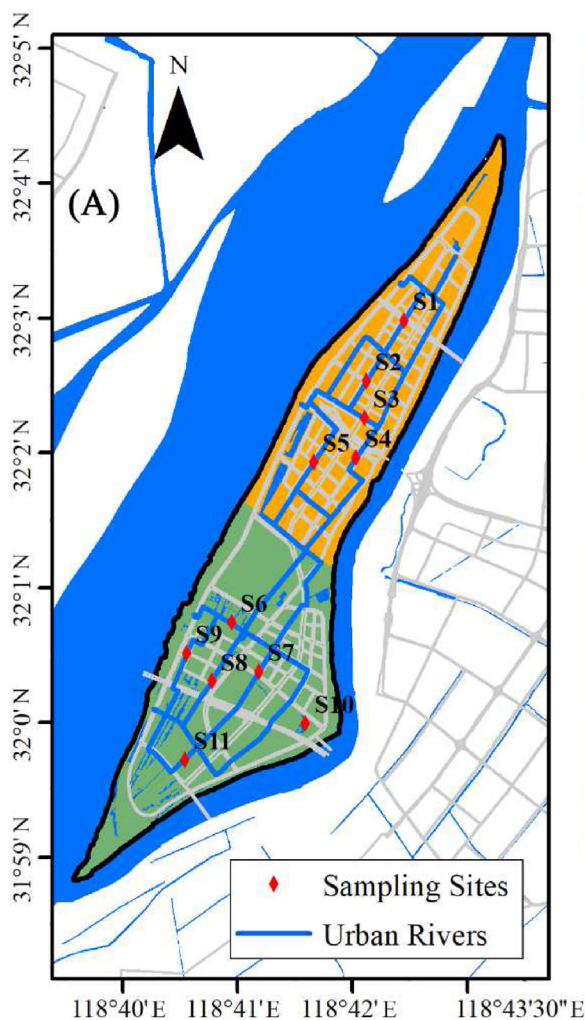 32°5′ N
N
32°4′ N
(A)
32°3′ N
S1
S2
S3
S4
S5
32°2′ N
32°1′ N
S6
S9
S7
S8
S10
32°0′ N
S11
31°59′ N
Sampling Sites
Urban Rivers
118°40′E 118°41′E 118°42′E 118°43′30″E